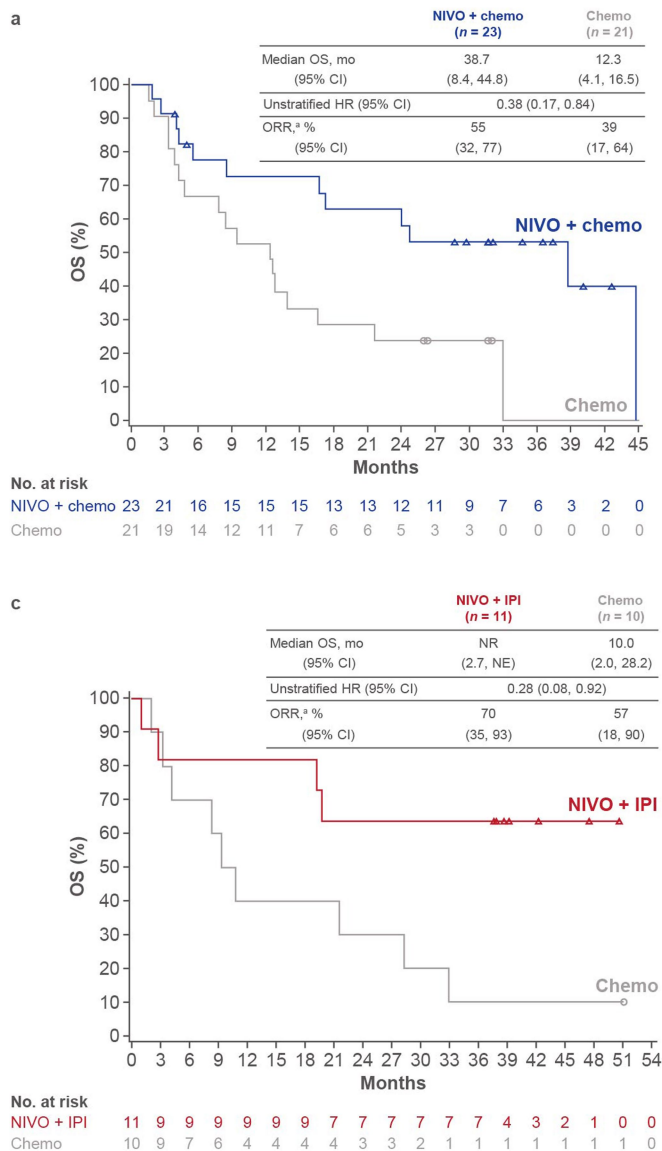 a
NIVO + chemo Chemo
(n = 23) (n = 21)
Median OS, mo 38.7 12.3
(95% CI) (8.4, 44.8) (4.1, 16.5)
Unstratified HR (95% CI) 0.38 (0.17, 0.84)
ORR,ᵃ % 55 39
(95% CI) (32, 77) (17, 64)
100
90
80
70
60
50
40
30
20
10
0
OS (%)
NIVO + chemo
Chemo
0 3 6 9 12 15 18 21 24 27 30 33 36 39 42 45
Months
No. at risk
NIVO + chemo 23 21 16 15 15 15 13 13 12 11 9 7 6 3 2 0
Chemo 21 19 14 12 11 7 6 6 5 3 3 0 0 0 0 0
c
NIVO + IPI Chemo
(n = 11) (n = 10)
Median OS, mo NR 10.0
(95% CI) (2.7, NE) (2.0, 28.2)
Unstratified HR (95% CI) 0.28 (0.08, 0.92)
ORR,ᵃ % 70 57
(95% CI) (35, 93) (18, 90)
100
90
80
70
60
50
40
30
20
10
0
OS (%)
NIVO + IPI
Chemo
0 3 6 9 12 15 18 21 24 27 30 33 36 39 42 45 48 51 54
Months
No. at risk
NIVO + IPI 11 9 9 9 9 9 9 7 7 7 7 7 7 4 3 2 1 0 0
Chemo 10 9 7 6 4 4 4 4 3 3 2 1 1 1 1 1 1 1 0